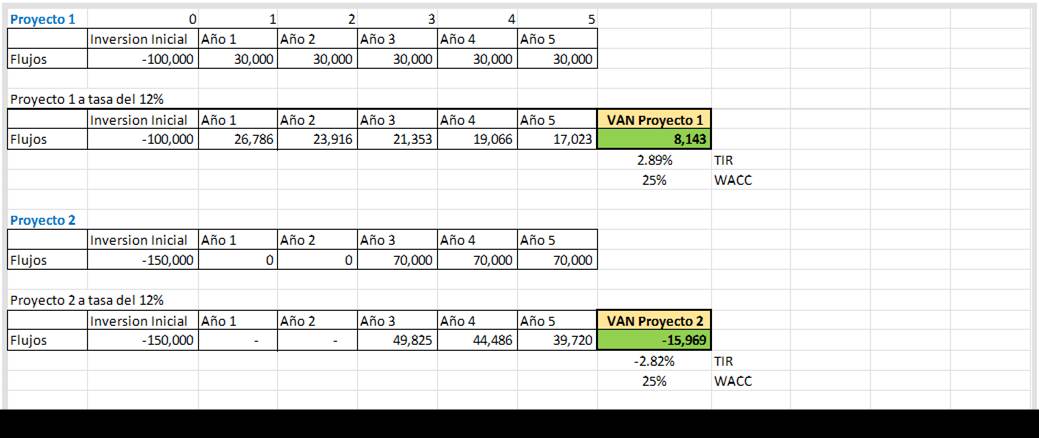 Proyecto 1 0 1 2 3 4 5
Inversion Inicial Año 1 Año 2 Año 3 Año 4 Año 5
Flujos -100,000 30,000 30,000 30,000 30,000 30,000
Proyecto 1 a tasa del 12%
Inversion Inicial Año 1 Año 2 Año 3 Año 4 Año 5 VAN Proyecto 1
Flujos -100,000 26,786 23,916 21,353 19,066 17,023 8,143
2.89% TIR
25% WACC
Proyecto 2
Inversion Inicial Año 1 Año 2 Año 3 Año 4 Año 5
Flujos -150,000 0 0 70,000 70,000 70,000
Proyecto 2 a tasa del 12%
Inversion Inicial Año 1 Año 2 Año 3 Año 4 Año 5 VAN Proyecto 2
Flujos -150,000 - - 49,825 44,486 39,720 -15,969
-2.82% TIR
25% WACC